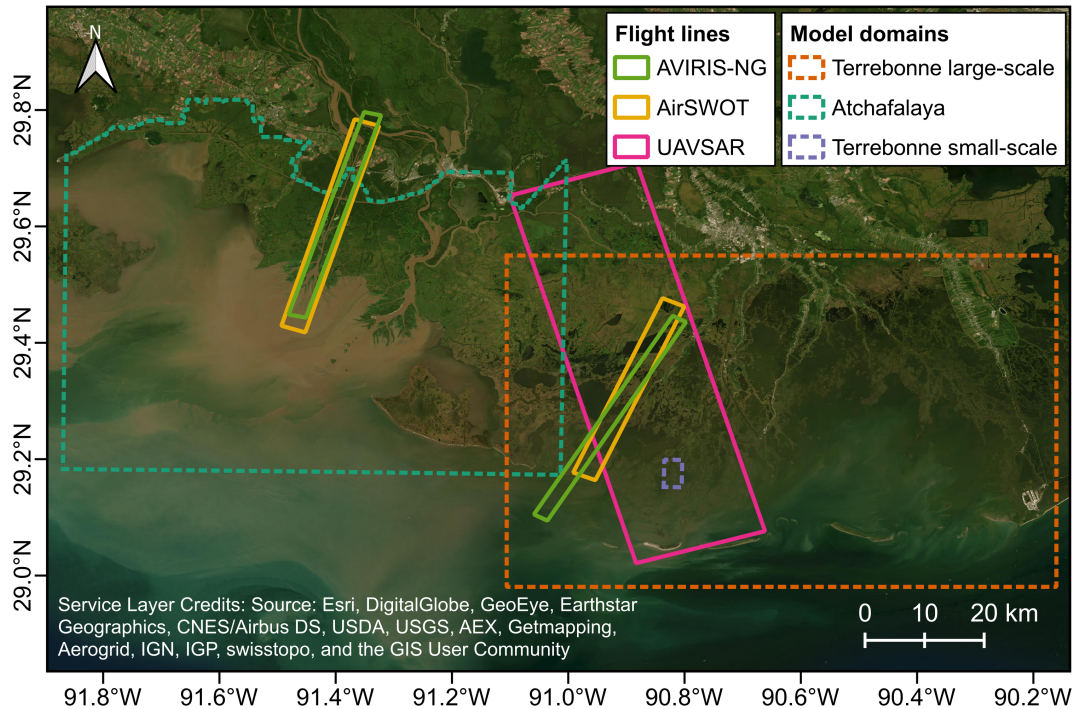 N
Flight lines
AVIRIS-NG
AirSWOT
UAVSAR
Model domains
Terrebonne large-scale
Atchafalaya
Terrebonne small-scale
29.8°N
29.6°N
29.4°N
29.2°N
29.0°N
Service Layer Credits: Source: Esri, DigitalGlobe, GeoEye, Earthstar
Geographics, CNES/Airbus DS, USDA, USGS, AEX, Getmapping,
Aerogrid, IGN, IGP, swisstopo, and the GIS User Community
0 10 20 km
91.8°W 91.6°W 91.4°W 91.2°W 91.0°W 90.8°W 90.6°W 90.4°W 90.2°W